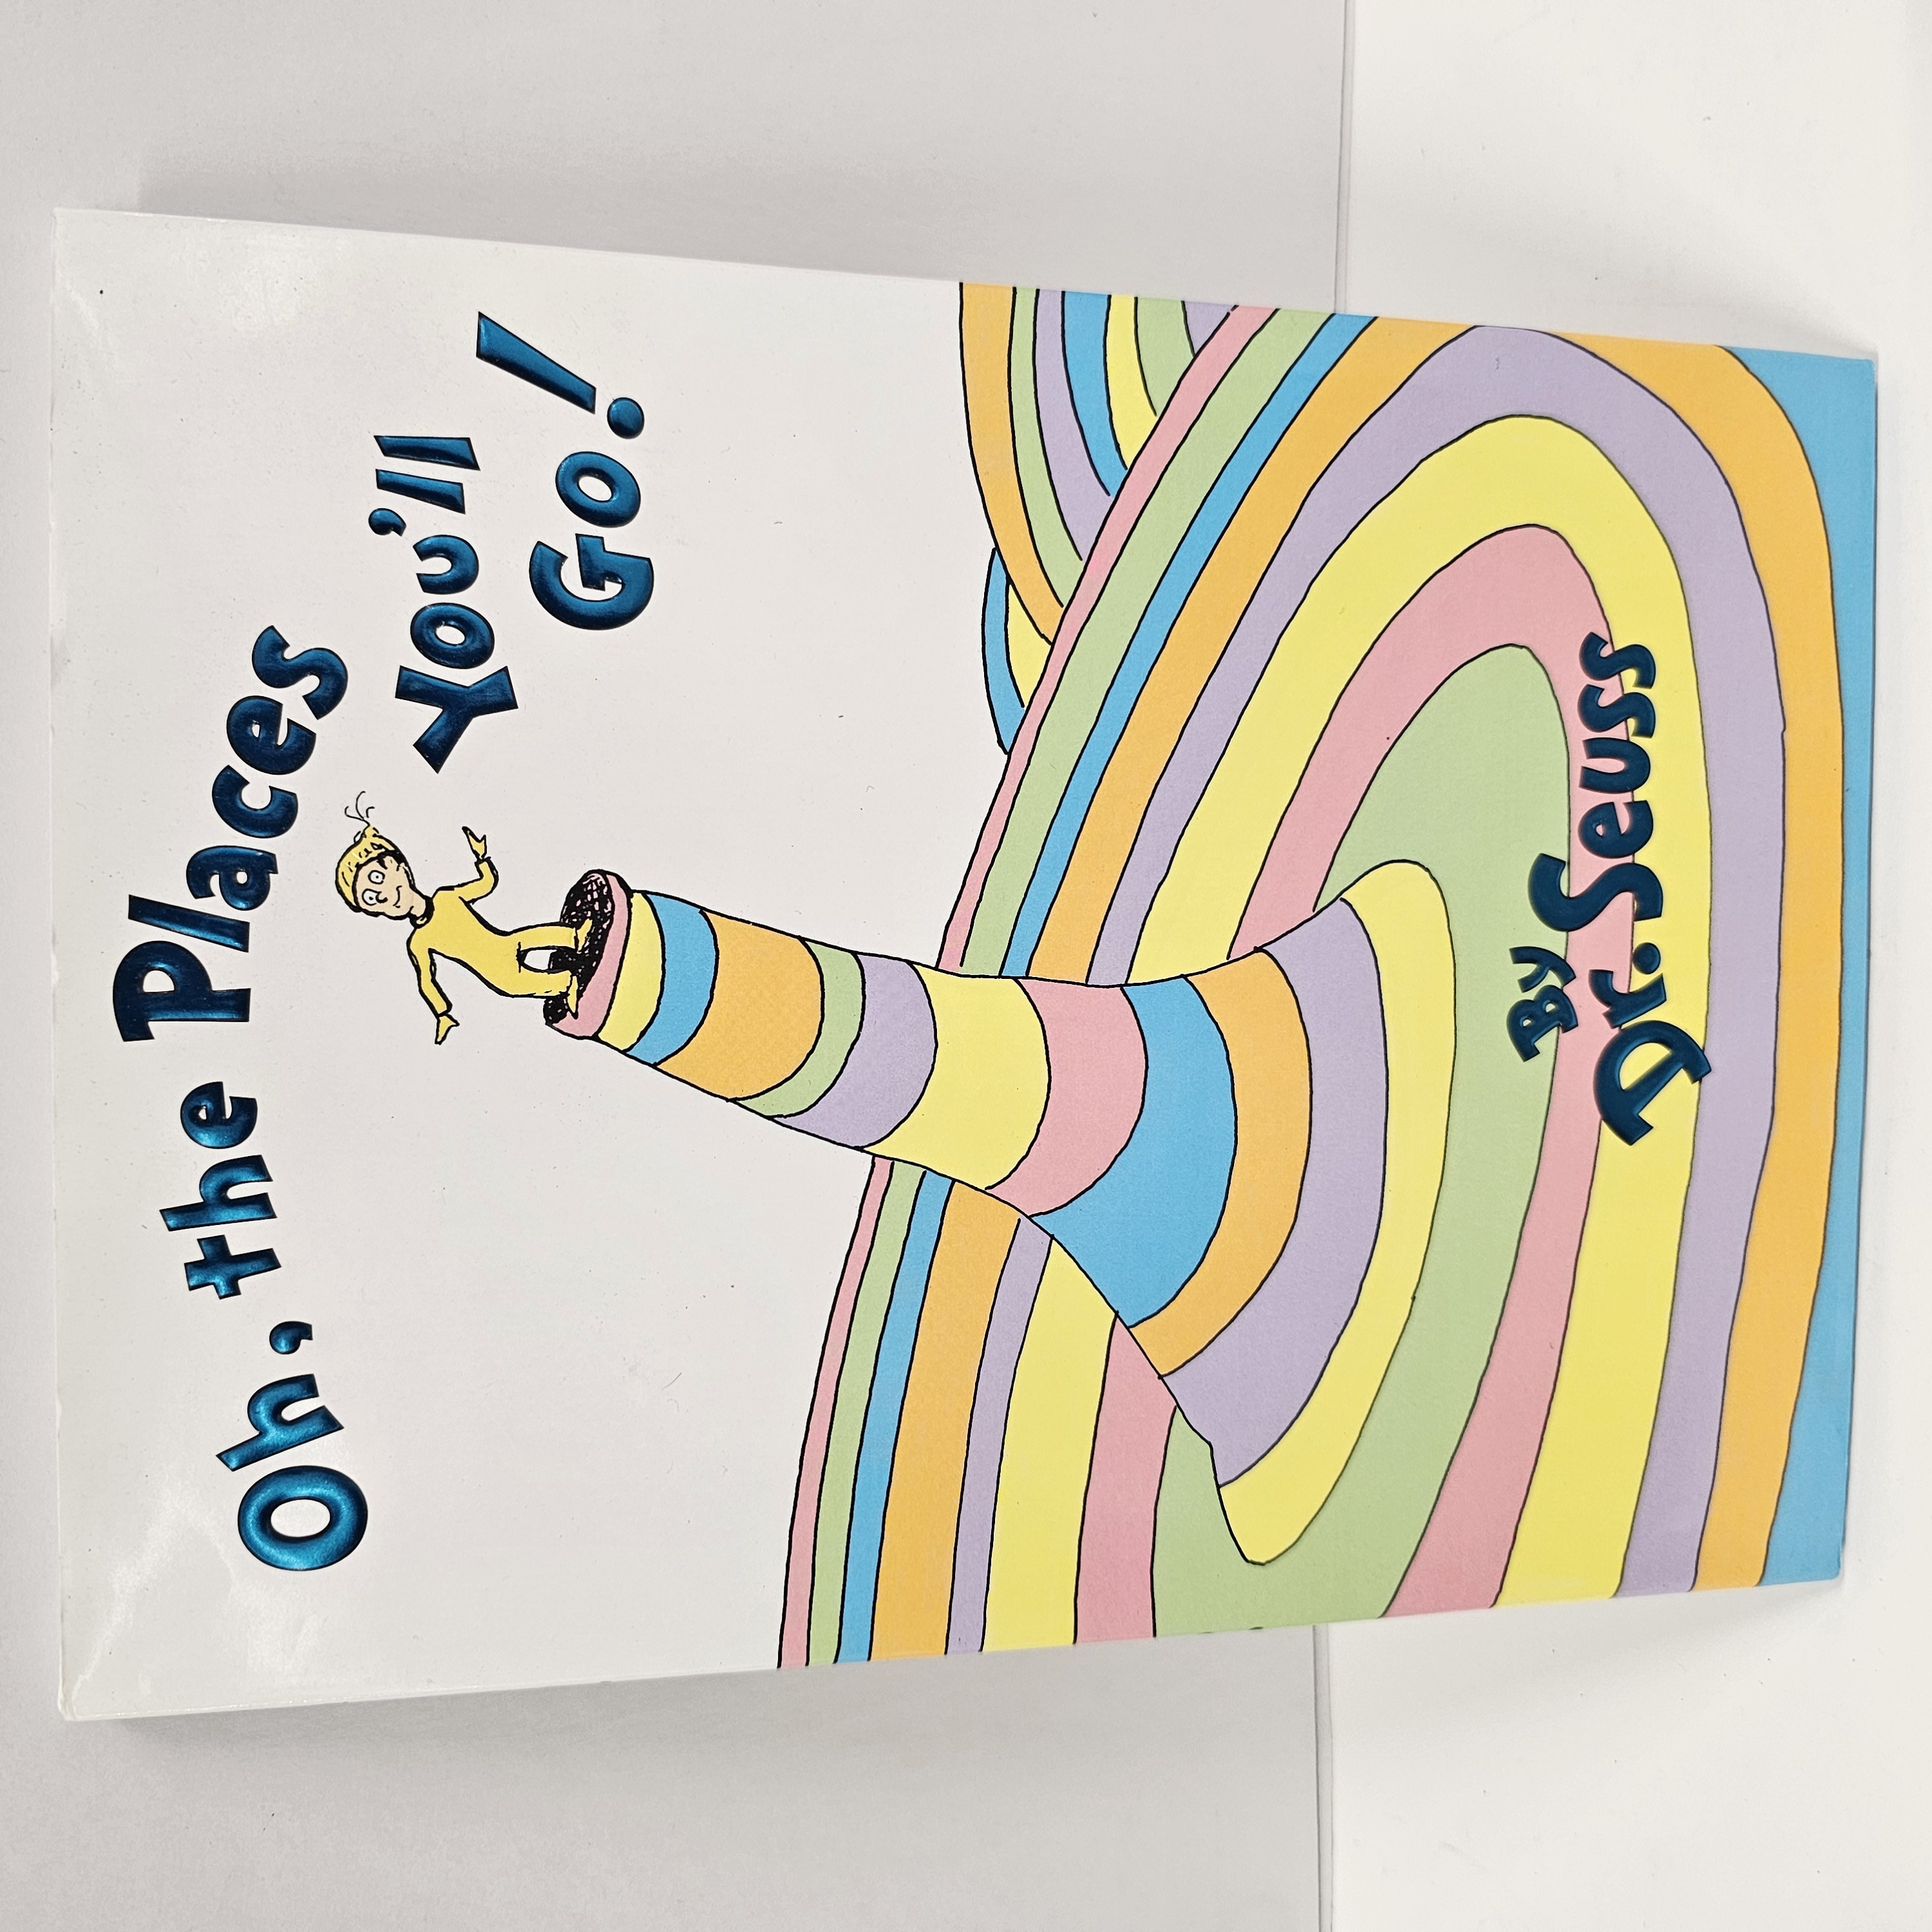 Oh, the Places
You'll
Go!
By
Dr. Seuss